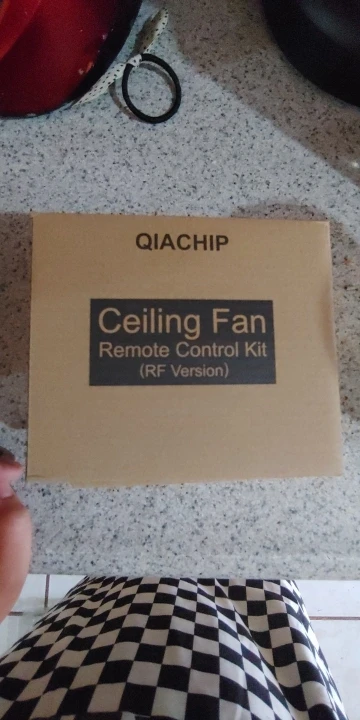 QIACHIP
Ceiling Fan
Remote Control Kit
(RF Version)